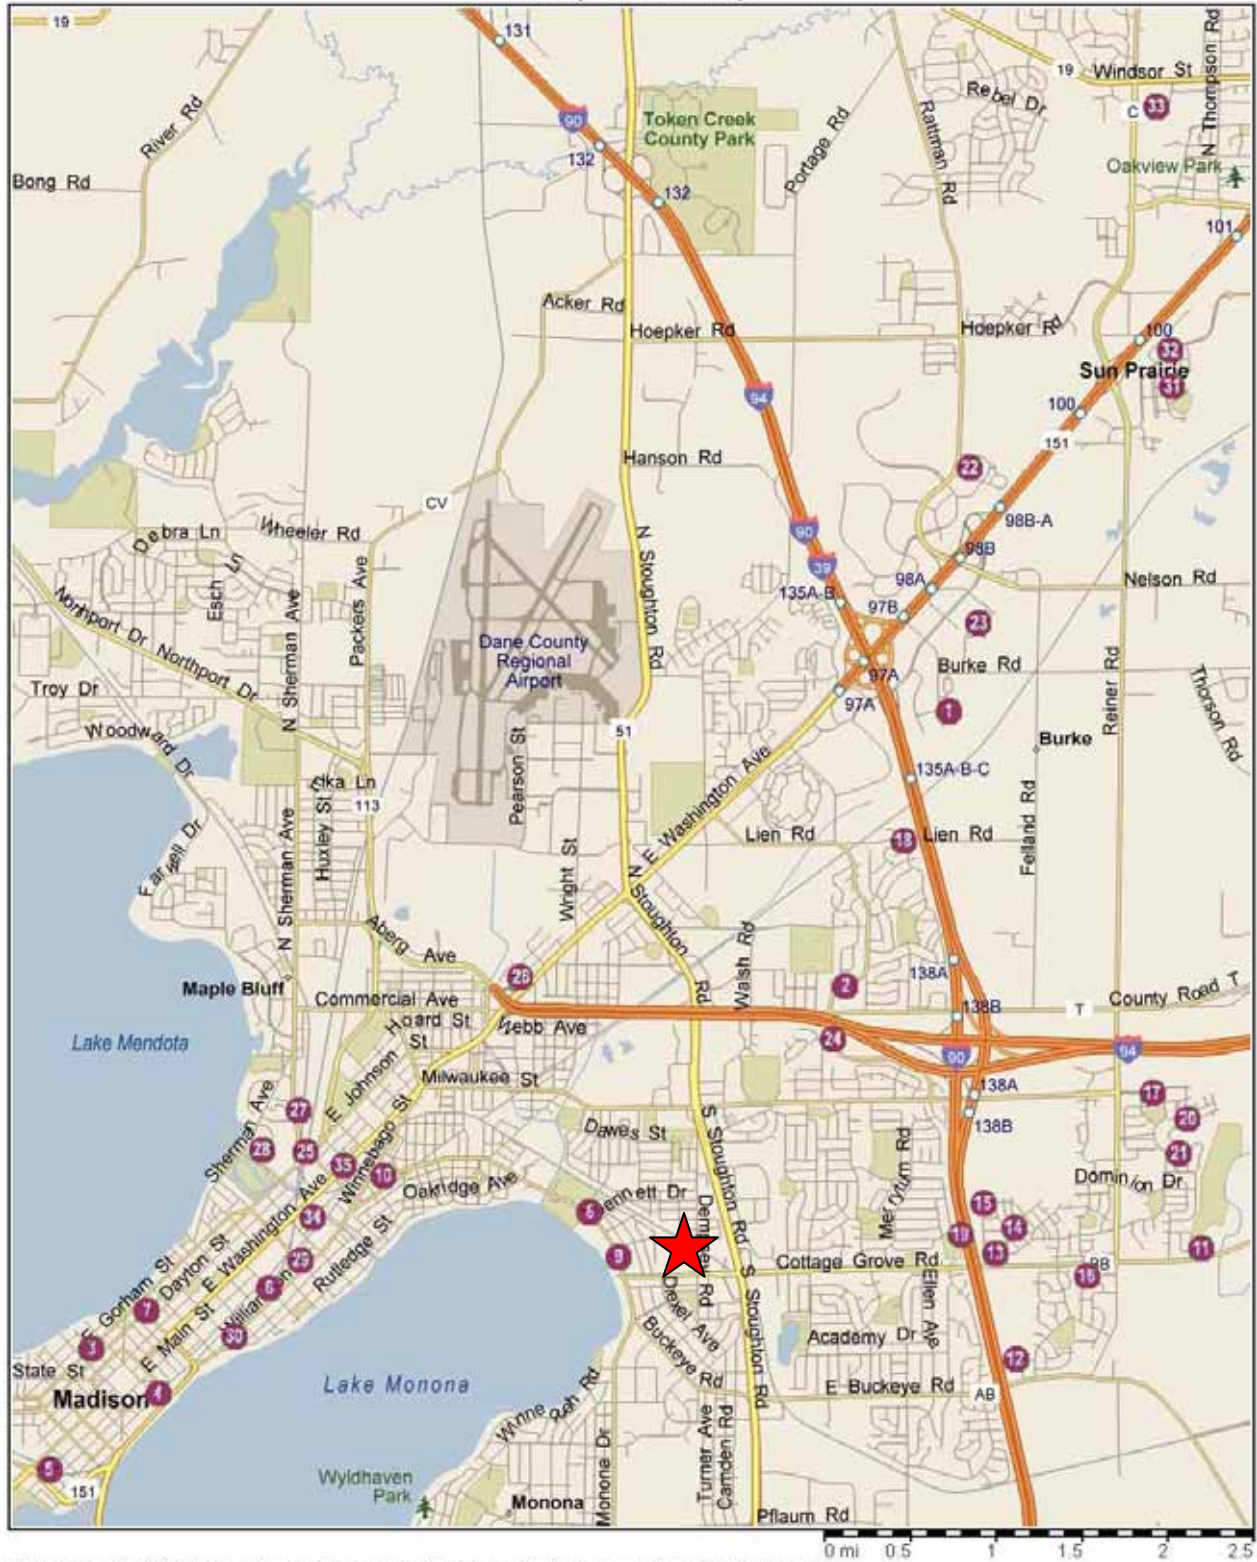 19
131
19
Windsor St
N Thompson Rd
Rebel Dr
C
33
River Rd
90
Token Creek
County Park
Portage Rd
Rattman Rd
132
Oakview Park
Bong Rd
132
101
Acker Rd
Hoepker Rd
Hoepker Rd
100
32
Sun Prairie
31
94
100
151
Hanson Rd
22
CV
98B-A
Debra Ln
Wheeler Rd
90
N Stoughton Rd
98B
39
Esch Ln
98A
Nelson Rd
135A-B
97B
Northport Dr
Northport Dr
N Sherman Ave
Packers Ave
23
Dane County
Regional
Airport
Burke Rd
97A
Troy Dr
97A
1
Reiner Rd
Thorson Rd
Woodward Dr
51
Burke
Pearson St
135A-B-C
113
Huxley St
E Washington Ave
Lien Rd
18
Lien Rd
Felland Rd
Farwell Dr
N Sherman Ave
Wright St
N Stoughton Rd
Aberg Ave
Walsh Rd
138A
26
2
Maple Bluff
Commercial Ave
138B
T
County Road T
Hoard St
Webb Ave
24
Lake Mendota
E Johnson St
90
94
Milwaukee St
138A
17
Sherman Ave
27
138B
20
Dawes St
S Stoughton Rd
28
25
35
Winnebago St
10
21
Oakridge Ave
Merryturn Rd
Dominion Dr
15
34
Dempsey Rd
14
19
13
11
9
29
Rutledge St
Cottage Grove Rd
BB
16
E Gorham St
Dayton St
E Washington Ave
6
7
E Main St
30
Drexel Ave
S Stoughton Rd
Ellen Ave
Buckeye Rd
Academy Dr
3
12
State St
Madison
4
Lake Monona
E Buckeye Rd
AB
5
151
Wyldhaven
Park
Monona
Monona Dr
Turner Ave
Camden Rd
Pflaum Rd
0 mi 0.5 1 1.5 2 2.5